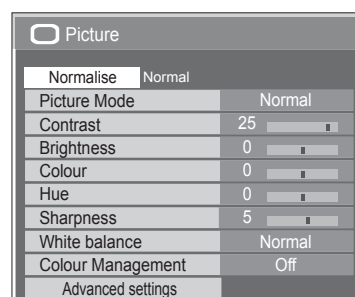 Picture
Normalise Normal
Picture Mode Normal
Contrast 25
Brightness 0
Colour 0
Hue 0
Sharpness 5
White balance Normal
Colour Management Off
Advanced settings